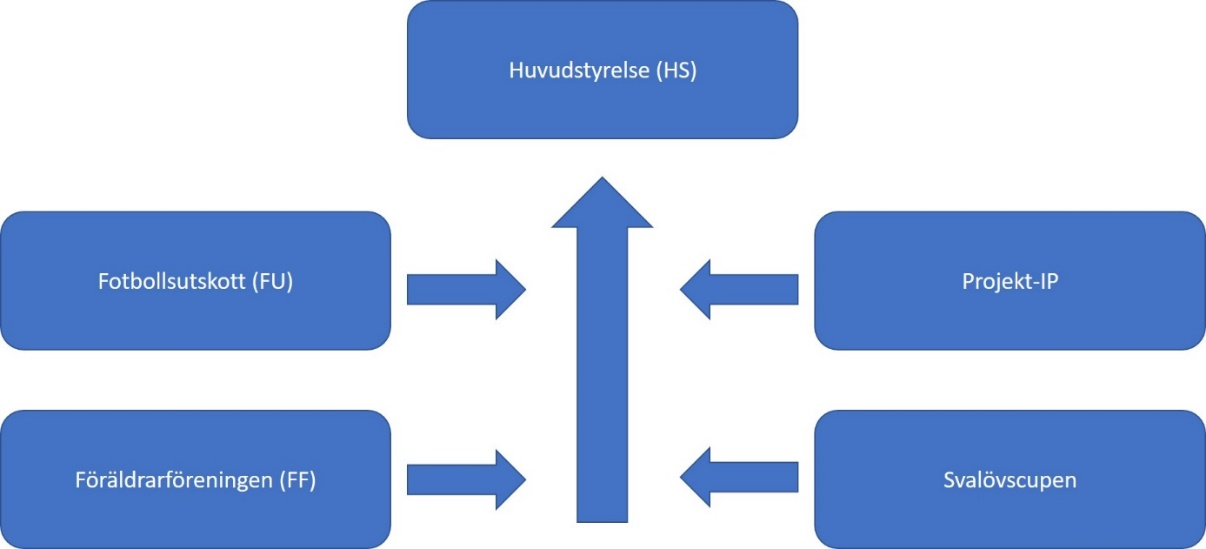 Huvudstyrelse (HS)
Fotbollsutskott (FU)
Projekt-IP
Föräldrarföreningen (FF)
Svalövscupen